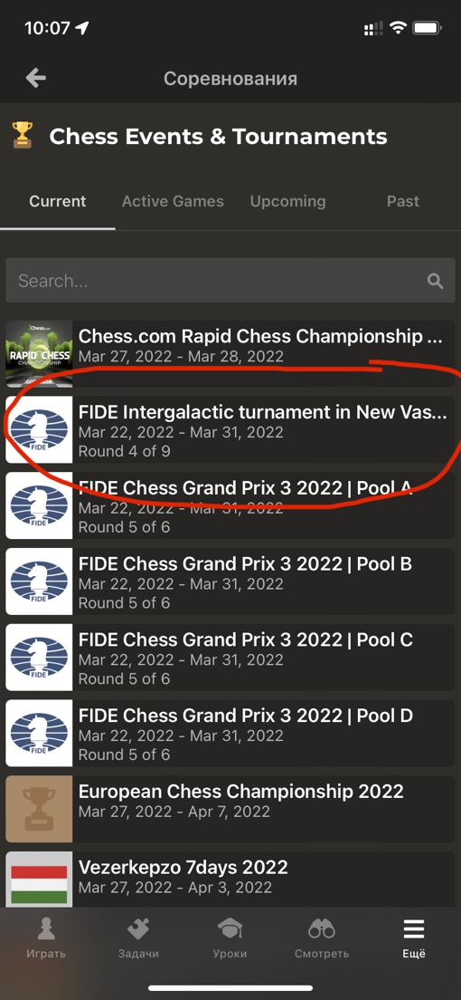 10:07
Соревнования
Chess Events & Tournaments
Current Active Games Upcoming Past
Search...
Chess.com
RAPID CHESS
CHAMPIONSHIP
Chess.com Rapid Chess Championship ...
Mar 27, 2022 - Mar 28, 2022
FIDE
FIDE Intergalactic turnament in New Vas...
Mar 22, 2022 - Mar 31, 2022
Round 4 of 9
FIDE
FIDE Chess Grand Prix 3 2022 | Pool A
Mar 22, 2022 - Mar 31, 2022
Round 5 of 6
FIDE
FIDE Chess Grand Prix 3 2022 | Pool B
Mar 22, 2022 - Mar 31, 2022
Round 5 of 6
FIDE
FIDE Chess Grand Prix 3 2022 | Pool C
Mar 22, 2022 - Mar 31, 2022
Round 5 of 6
FIDE
FIDE Chess Grand Prix 3 2022 | Pool D
Mar 22, 2022 - Mar 31, 2022
Round 5 of 6
European Chess Championship 2022
Mar 27, 2022 - Apr 7, 2022
Vezerkepzo 7days 2022
Mar 27, 2022 - Apr 3, 2022
Играть Задачи Уроки Смотреть Ещё